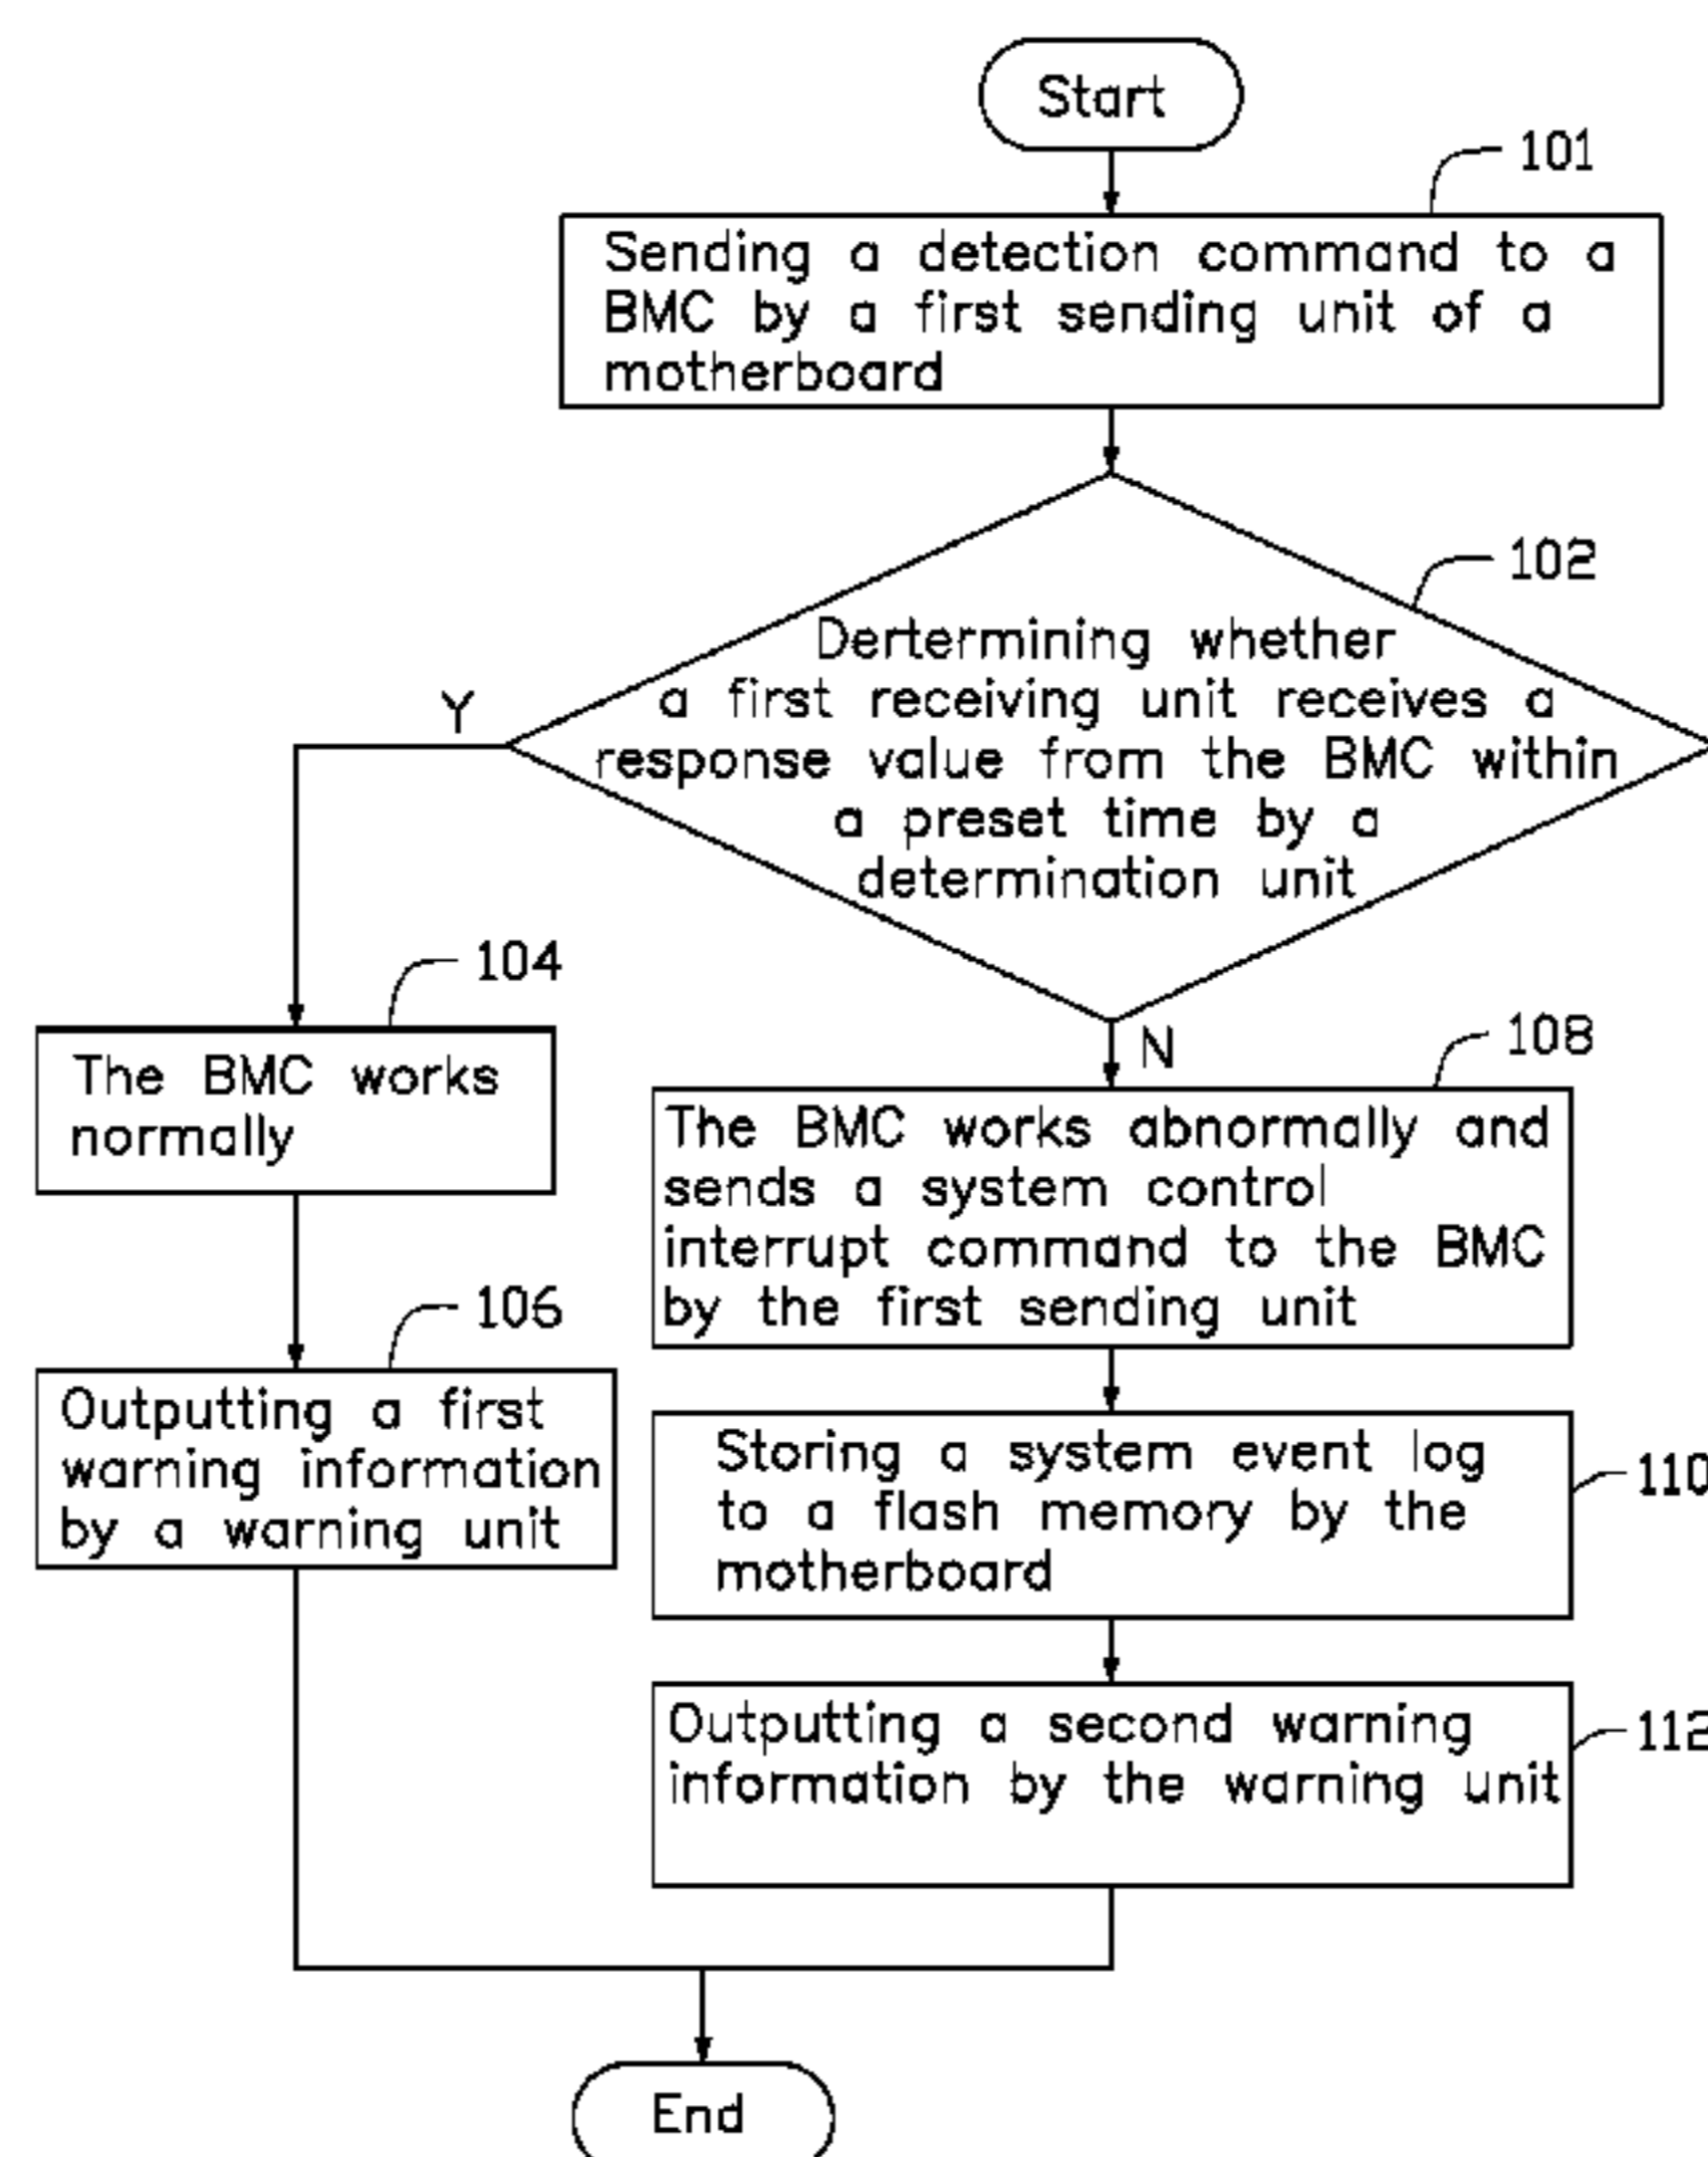 Start
101
Sending a detection command to a
BMC by a first sending unit of a
motherboard
102
Dertermining whether
a first receiving unit receives a
response value from the BMC within
a preset time by a
determination unit
Y
N
104
The BMC works
normally
108
The BMC works abnormally and
sends a system control
interrupt command to the BMC
by the first sending unit
106
Outputting a first
warning information
by a warning unit
110
Storing a system event log
to a flash memory by the
motherboard
112
Outputting a second warning
information by the warning unit
End